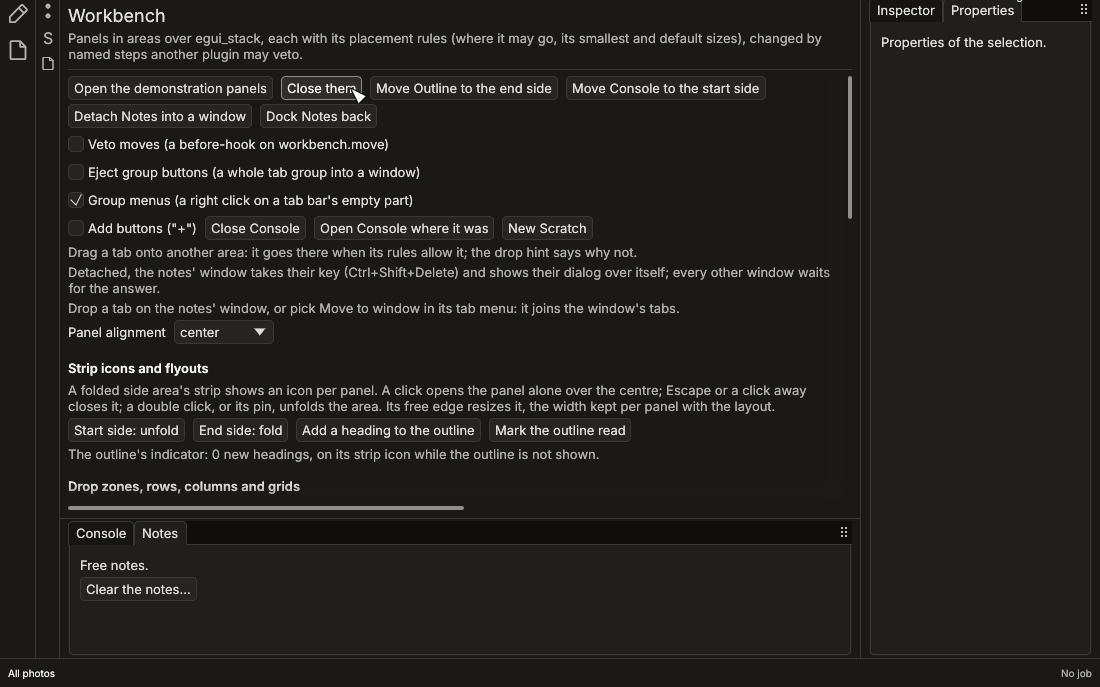 Workbench
Panels in areas over egui_stack, each with its placement rules (where it may go, its smallest and default sizes), changed by
named steps another plugin may veto.
Open the demonstration panels
Close them
Move Outline to the end side
Move Console to the start side
Detach Notes into a window
Dock Notes back
Veto moves (a before-hook on workbench.move)
Eject group buttons (a whole tab group into a window)
Group menus (a right click on a tab bar's empty part)
Add buttons ("+")
Close Console
Open Console where it was
New Scratch
Drag a tab onto another area: it goes there when its rules allow it; the drop hint says why not.
Detached, the notes' window takes their key (Ctrl+Shift+Delete) and shows their dialog over itself; every other window waits
for the answer.
Drop a tab on the notes' window, or pick Move to window in its tab menu: it joins the window's tabs.
Panel alignment
center
Strip icons and flyouts
A folded side area's strip shows an icon per panel. A click opens the panel alone over the centre; Escape or a click away
closes it; a double click, or its pin, unfolds the area. Its free edge resizes it, the width kept per panel with the layout.
Start side: unfold
End side: fold
Add a heading to the outline
Mark the outline read
The outline's indicator: 0 new headings, on its strip icon while the outline is not shown.
Drop zones, rows, columns and grids
Console
Notes
Free notes.
Clear the notes...
Inspector
Properties
Properties of the selection.
S
All photos
No job